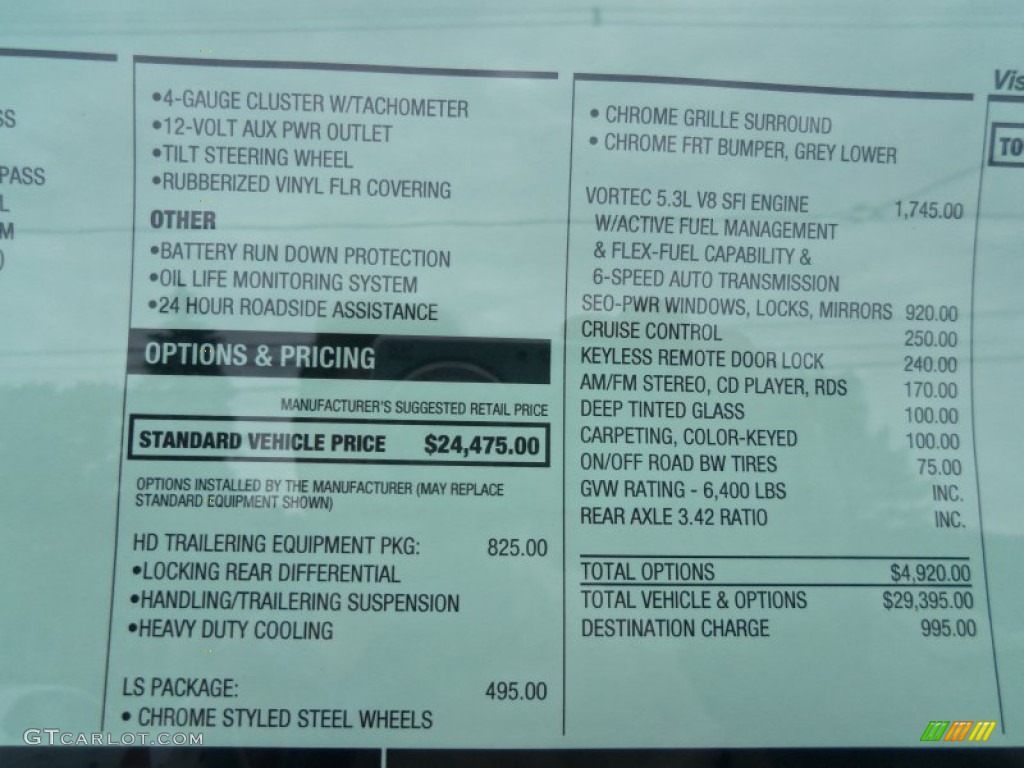 SS
PASS
L
M
)
•4-GAUGE CLUSTER W/TACHOMETER
•12-VOLT AUX PWR OUTLET
•TILT STEERING WHEEL
•RUBBERIZED VINYL FLR COVERING
OTHER
•BATTERY RUN DOWN PROTECTION
•OIL LIFE MONITORING SYSTEM
•24 HOUR ROADSIDE ASSISTANCE
OPTIONS & PRICING
MANUFACTURER'S SUGGESTED RETAIL PRICE
STANDARD VEHICLE PRICE $24,475.00
OPTIONS INSTALLED BY THE MANUFACTURER (MAY REPLACE
STANDARD EQUIPMENT SHOWN)
HD TRAILERING EQUIPMENT PKG: 825.00
•LOCKING REAR DIFFERENTIAL
•HANDLING/TRAILERING SUSPENSION
•HEAVY DUTY COOLING
LS PACKAGE: 495.00
• CHROME STYLED STEEL WHEELS
• CHROME GRILLE SURROUND
• CHROME FRT BUMPER, GREY LOWER
VORTEC 5.3L V8 SFI ENGINE 1,745.00
W/ACTIVE FUEL MANAGEMENT
& FLEX-FUEL CAPABILITY &
6-SPEED AUTO TRANSMISSION
SEO-PWR WINDOWS, LOCKS, MIRRORS 920.00
CRUISE CONTROL 250.00
KEYLESS REMOTE DOOR LOCK 240.00
AM/FM STEREO, CD PLAYER, RDS 170.00
DEEP TINTED GLASS 100.00
CARPETING, COLOR-KEYED 100.00
ON/OFF ROAD BW TIRES 75.00
GVW RATING - 6,400 LBS INC.
REAR AXLE 3.42 RATIO INC.
TOTAL OPTIONS $4,920.00
TOTAL VEHICLE & OPTIONS $29,395.00
DESTINATION CHARGE 995.00
Vis
TO
GTcarlot.com